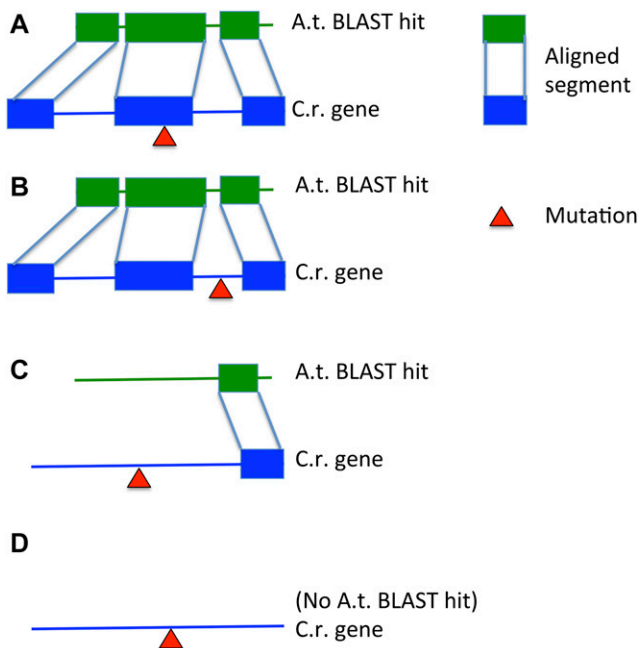 A
A.t. BLAST hit
C.r. gene
Aligned
segment
B
A.t. BLAST hit
C.r. gene
Mutation
C
A.t. BLAST hit
C.r. gene
D
(No A.t. BLAST hit)
C.r. gene